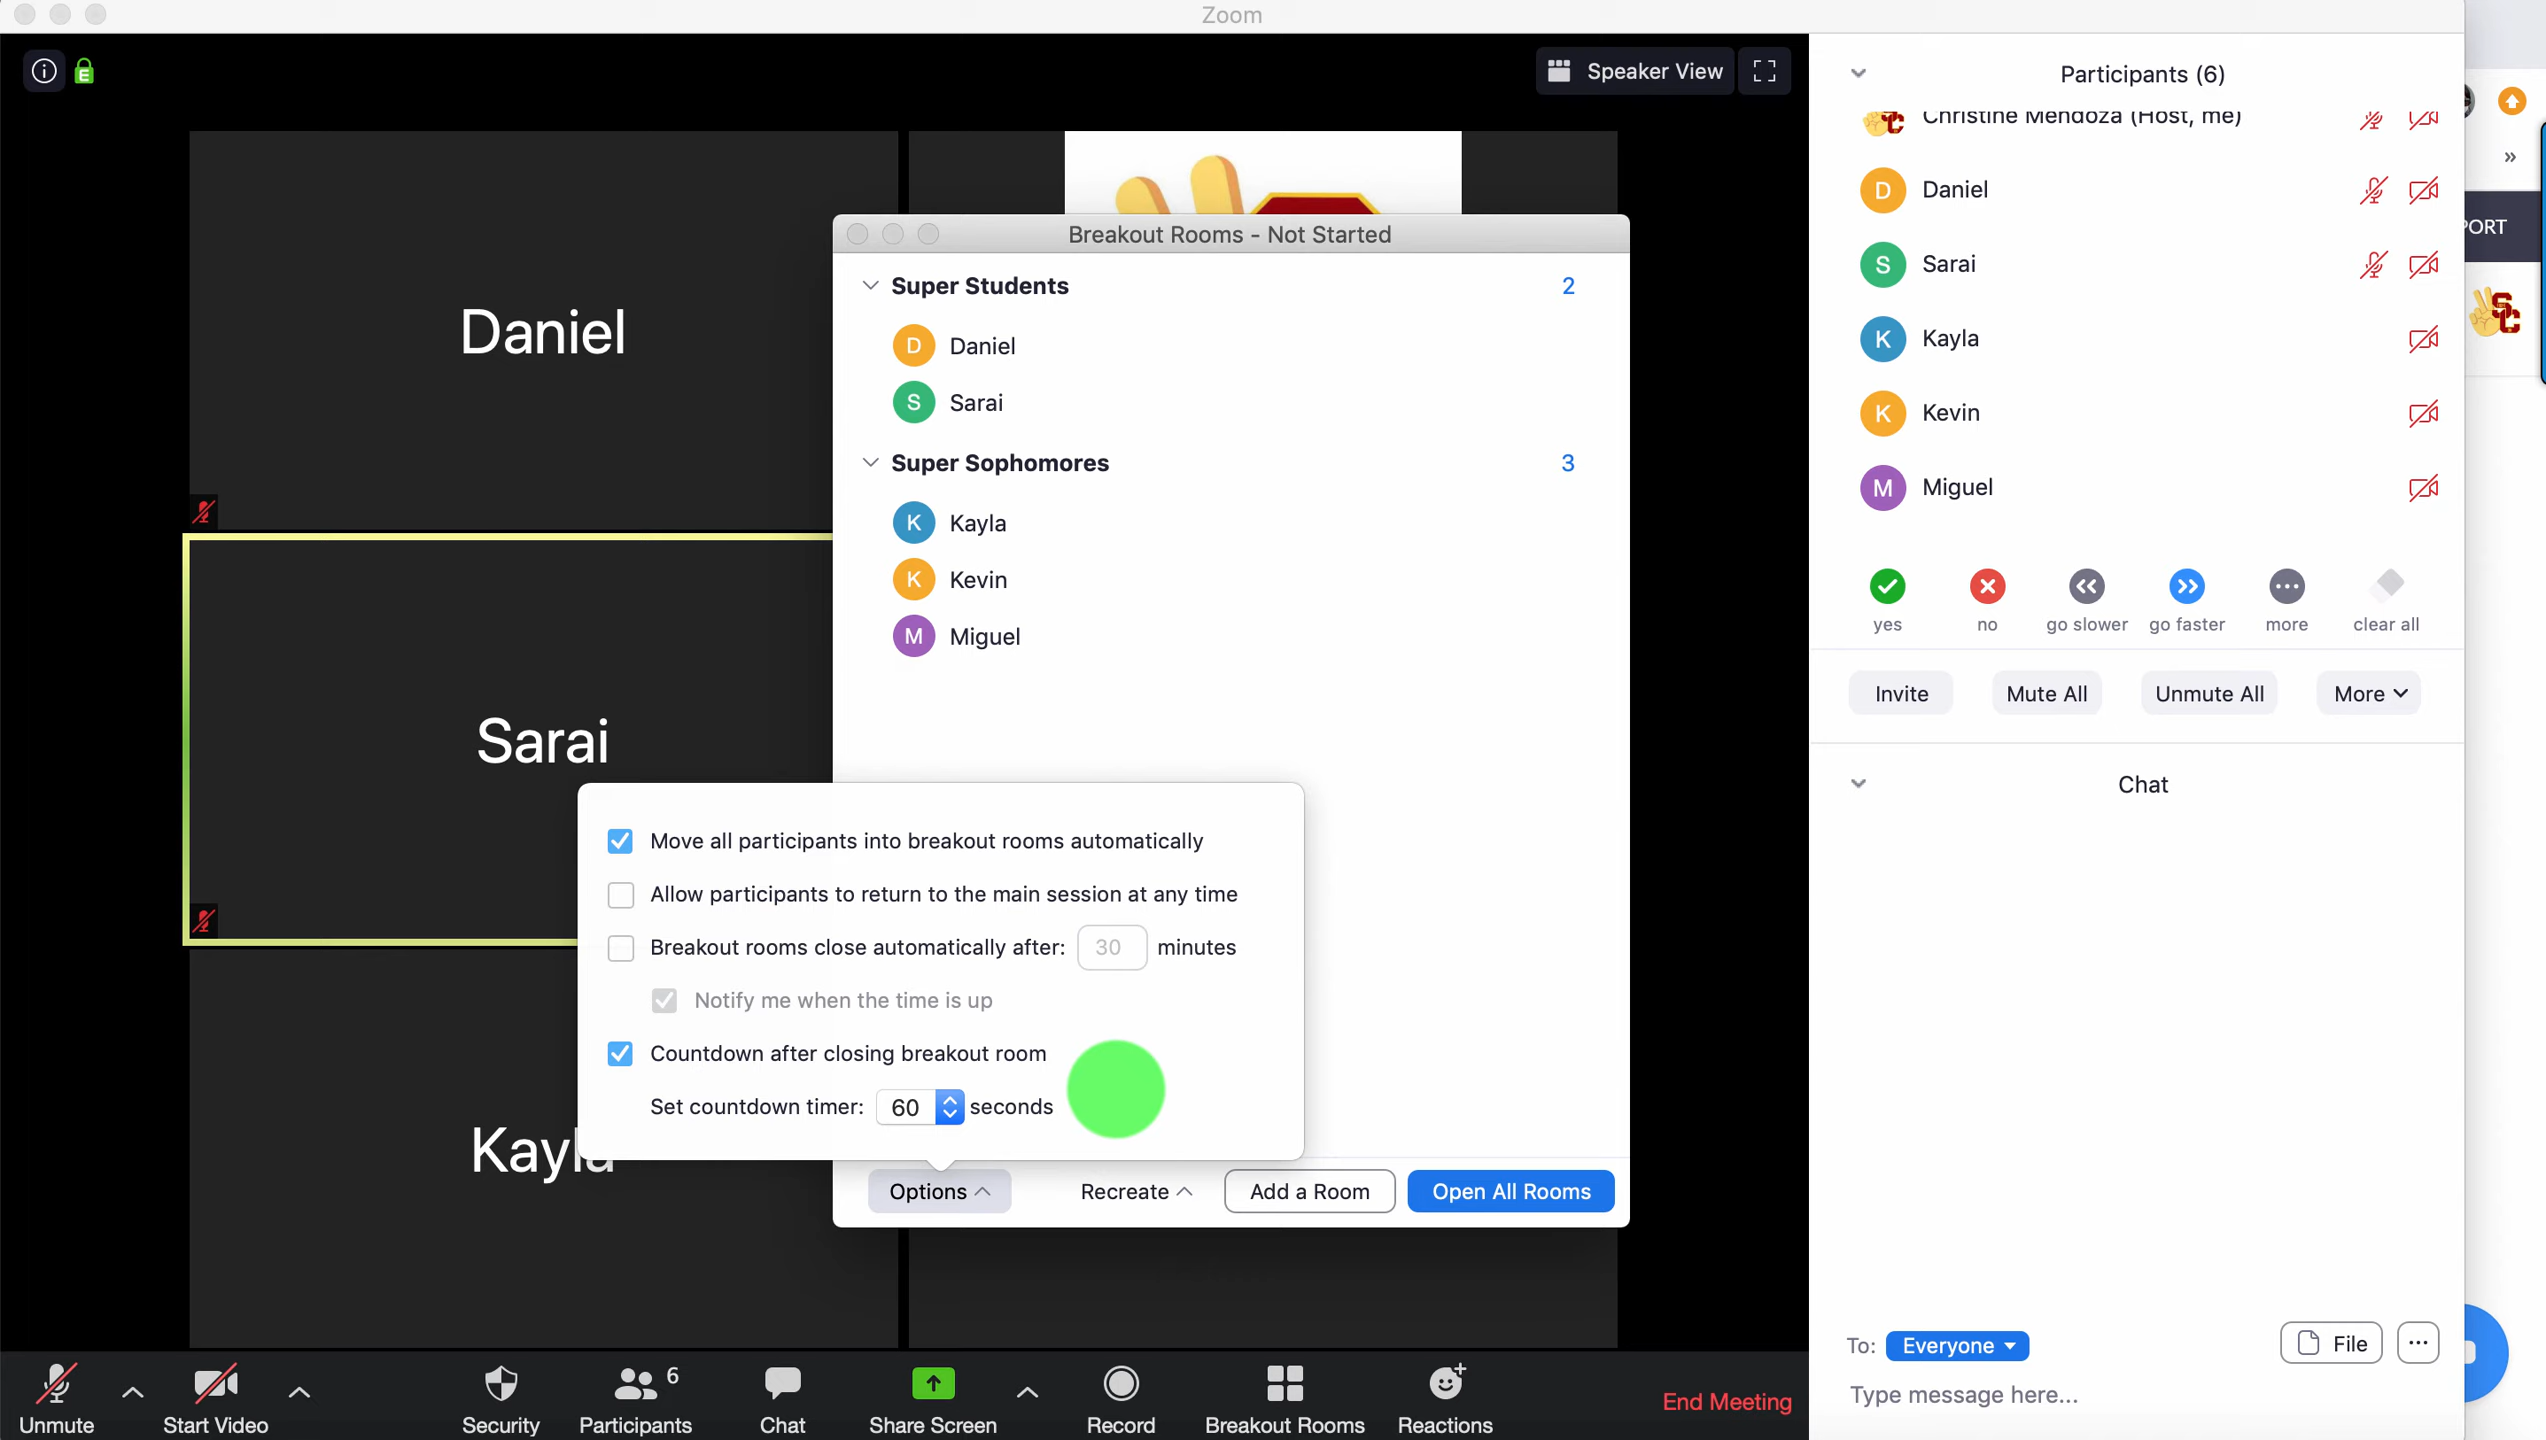 Zoom
Speaker View
Participants (6)
Christine Mendoza (Host, me)
D Daniel
S Sarai
K Kayla
K Kevin
M Miguel
PORT
yes
no
go slower
go faster
more
clear all
Invite
Mute All
Unmute All
More
Chat
To: Everyone
File
Type message here...
Daniel
Sarai
Kayla
Breakout Rooms - Not Started
Super Students 2
D Daniel
S Sarai
Super Sophomores 3
K Kayla
K Kevin
M Miguel
Move all participants into breakout rooms automatically
Allow participants to return to the main session at any time
Breakout rooms close automatically after: 30 minutes
Notify me when the time is up
Countdown after closing breakout room
Set countdown timer: 60 seconds
Options
Recreate
Add a Room
Open All Rooms
Unmute
Start Video
Security
Participants 6
Chat
Share Screen
Record
Breakout Rooms
Reactions
End Meeting